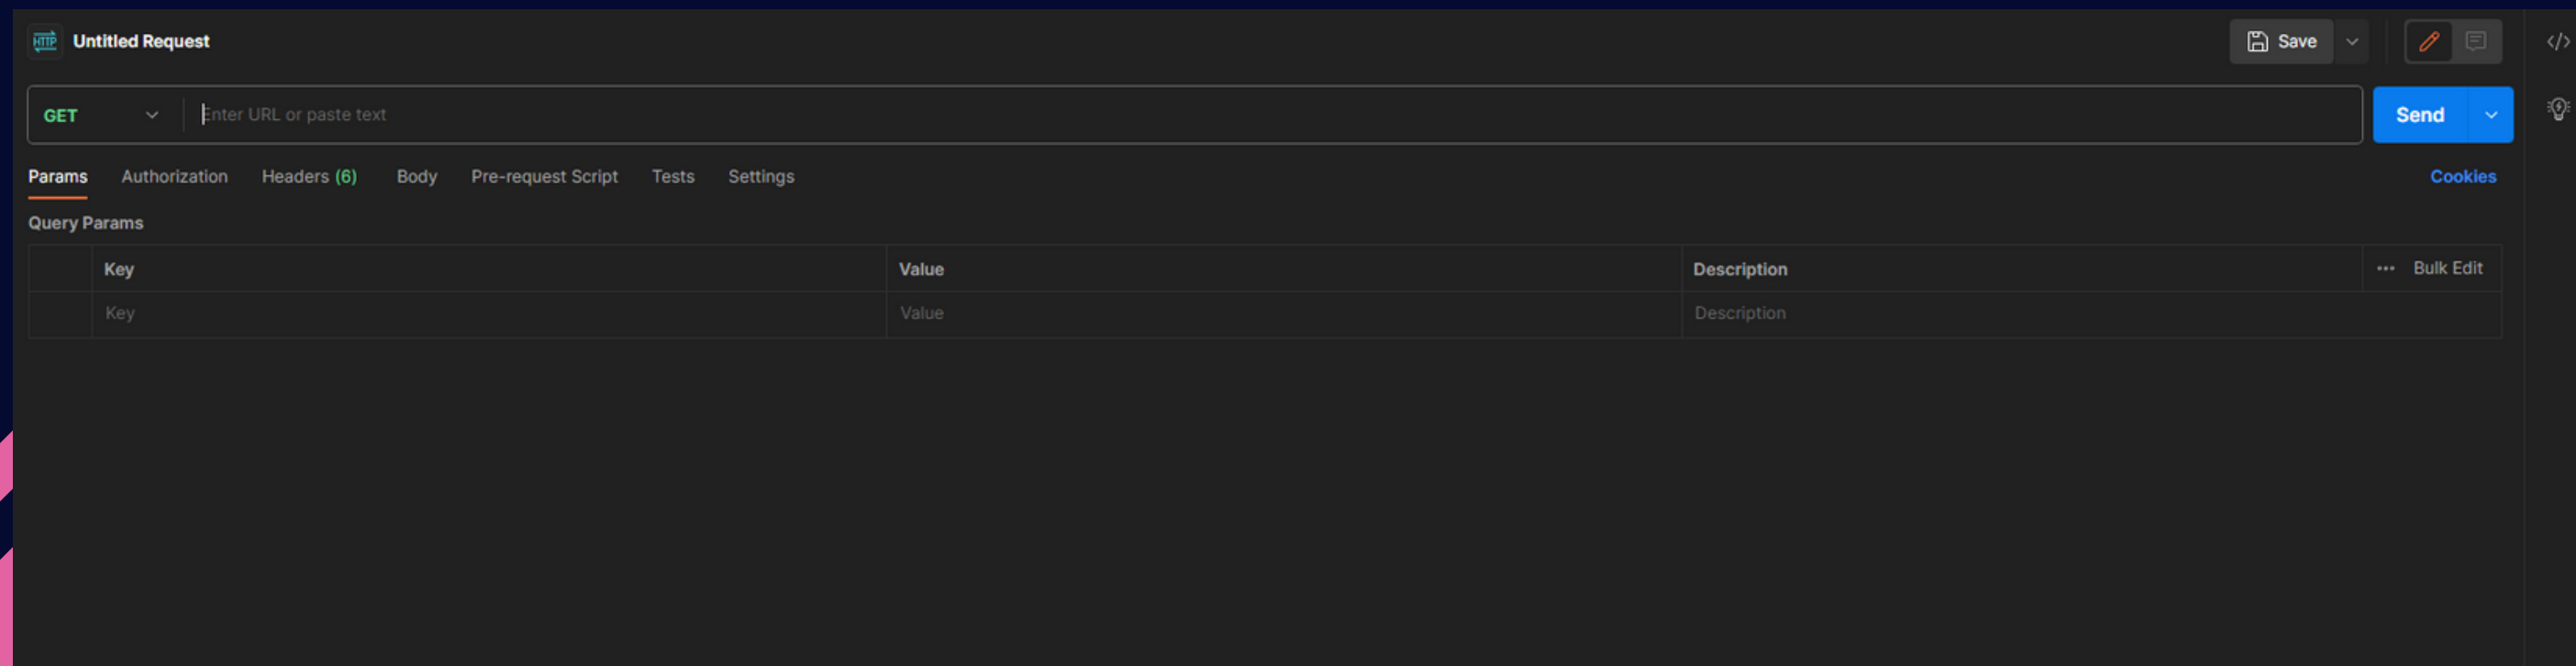 HTTP Untitled Request Save </>
GET Enter URL or paste text Send
Params Authorization Headers (6) Body Pre-request Script Tests Settings Cookies
Query Params
Key Value Description ••• Bulk Edit
Key Value Description